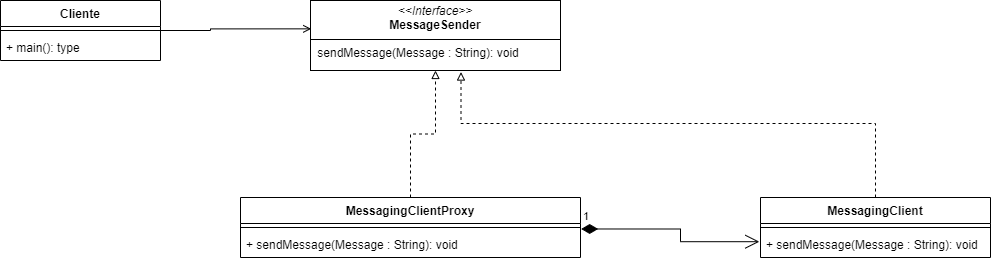 Cliente
+ main(): type
<<Interface>>
MessageSender
sendMessage(Message : String): void
MessagingClientProxy
+ sendMessage(Message : String): void
1
MessagingClient
+ sendMessage(Message : String): void